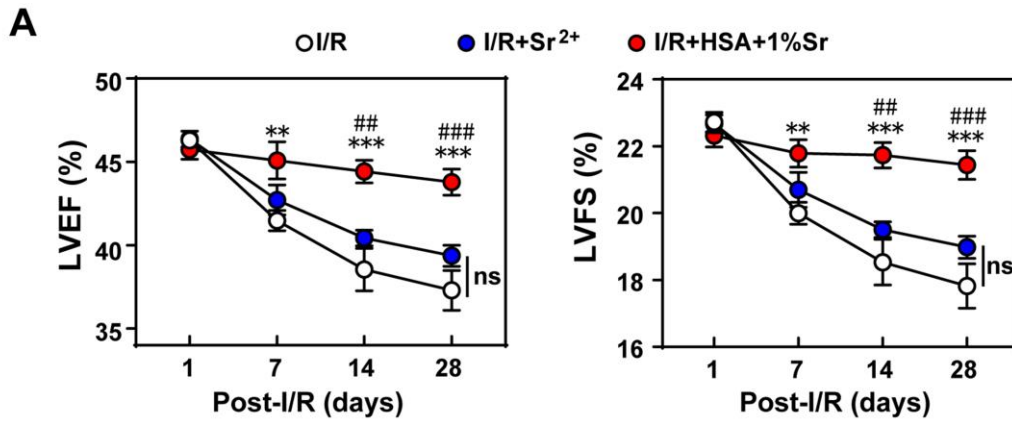 A
I/R
I/R+Sr2+
I/R+HSA+1%Sr
50
45
40
35
LVEF (%)
**
##
***
###
***
ns
1 7 14 28
Post-I/R (days)
24
22
20
18
16
LVFS (%)
**
##
***
###
***
ns
1 7 14 28
Post-I/R (days)